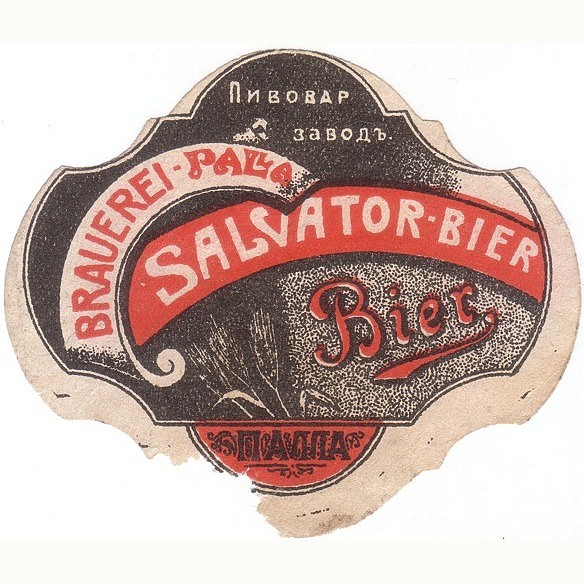 Пивовар
заводъ.
BRAUEREI-PALLA
SALVATOR-BIER
Bier.
ПАЛЛА